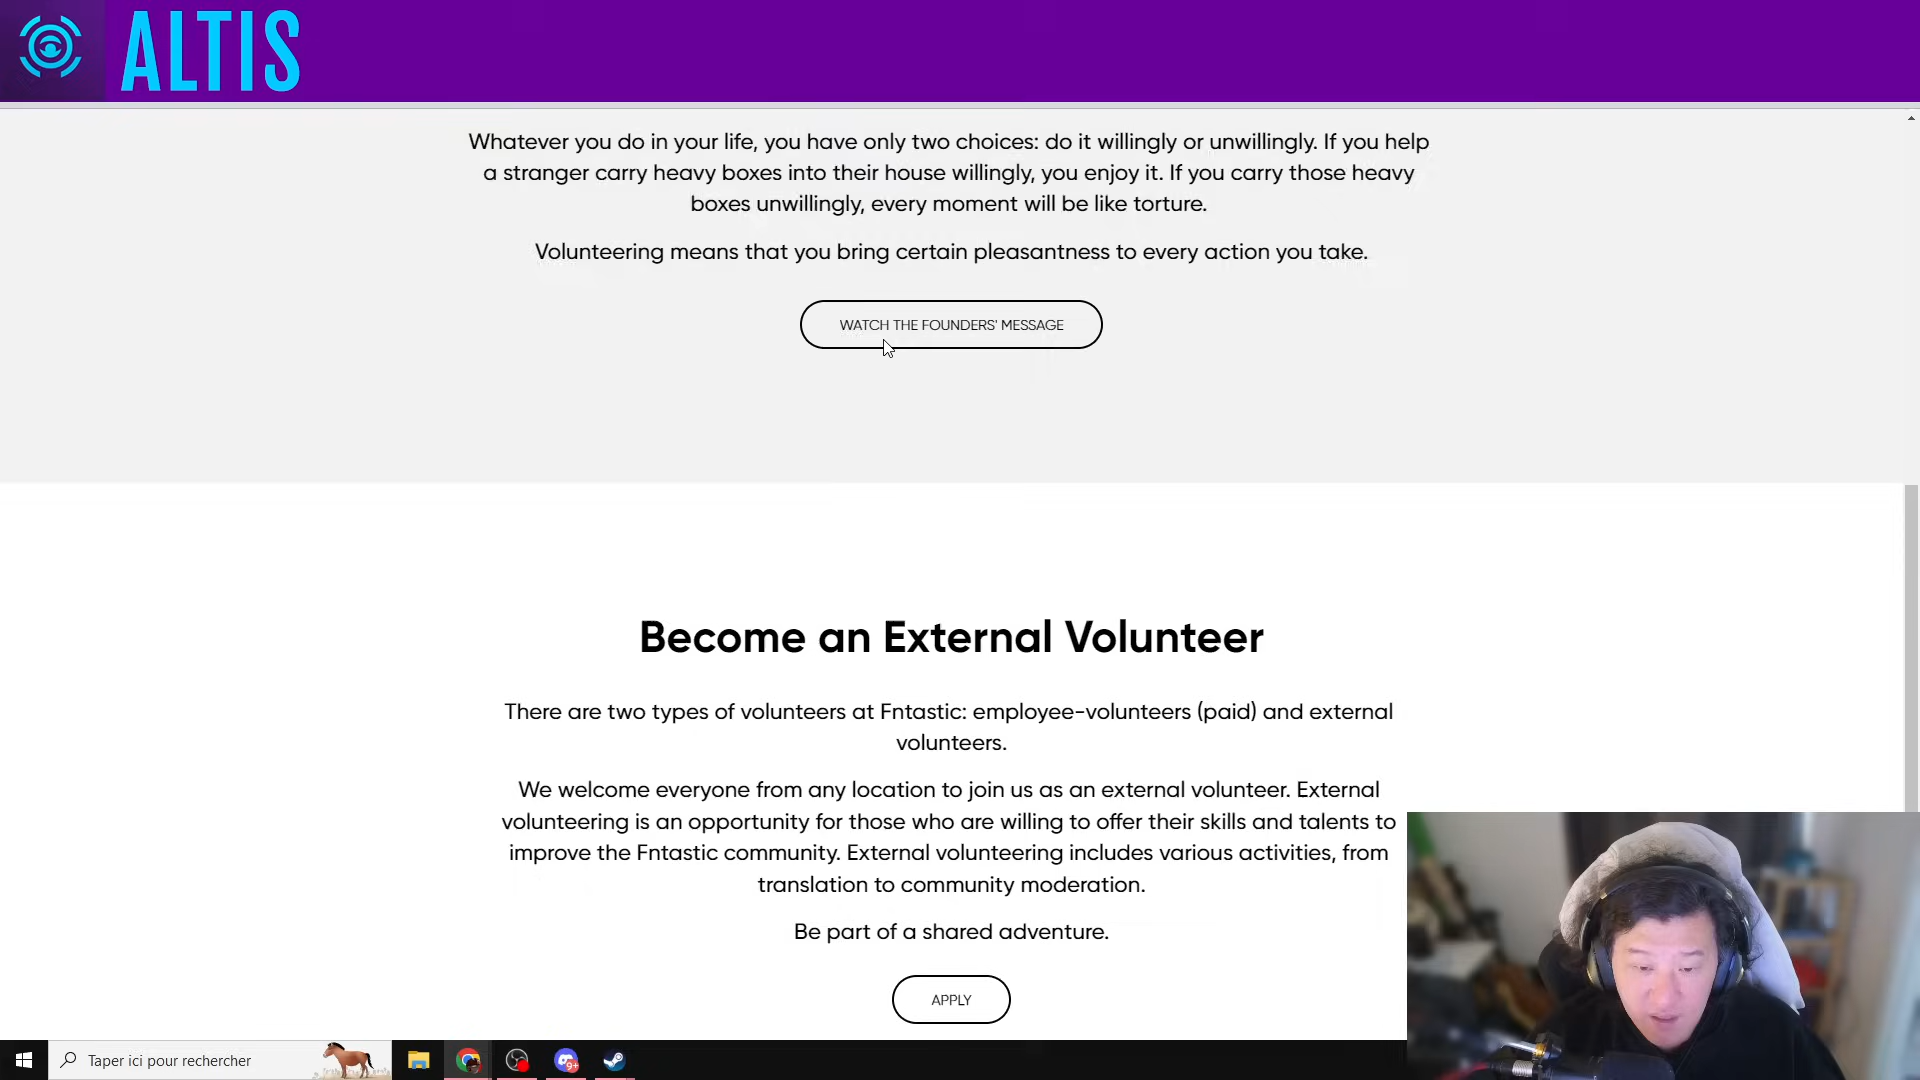 ALTIS
Whatever you do in your life, you have only two choices: do it willingly or unwillingly. If you help
a stranger carry heavy boxes into their house willingly, you enjoy it. If you carry those heavy
boxes unwillingly, every moment will be like torture.
Volunteering means that you bring certain pleasantness to every action you take.
WATCH THE FOUNDERS' MESSAGE
Become an External Volunteer
There are two types of volunteers at Fntastic: employee-volunteers (paid) and external
volunteers.
We welcome everyone from any location to join us as an external volunteer. External
volunteering is an opportunity for those who are willing to offer their skills and talents to
improve the Fntastic community. External volunteering includes various activities, from
translation to community moderation.
Be part of a shared adventure.
APPLY
Taper ici pour rechercher
9+